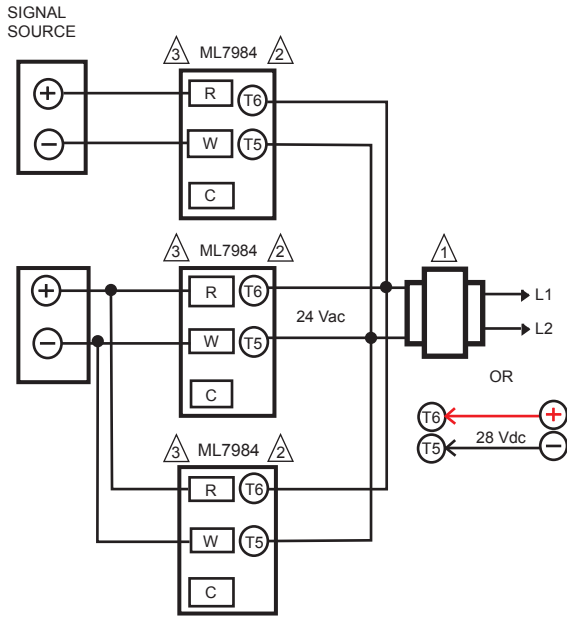 SIGNAL
SOURCE
3 ML7984 2
+ R T6
− W T5
C
3 ML7984 2
1
+ R T6
24 Vac
L1
− W T5
L2
C
OR
T6 +
T5 28 Vdc −
3 ML7984 2
R T6
W T5
C